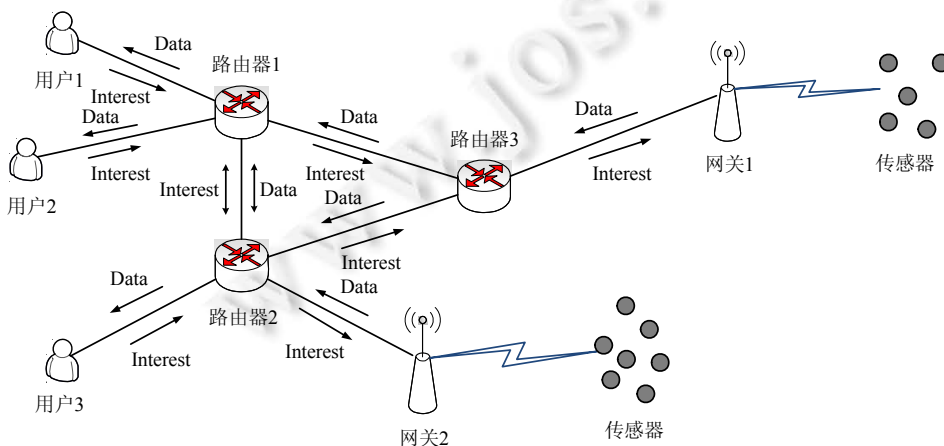 Data
用户1
Interest
路由器1
Data
Interest
用户2
Data
Interest
路由器3
Data
Interest
网关1
传感器
Interest
Data
Data
Interest
Data
Interest
用户3
路由器2
Data
Interest
网关2
传感器
www.jos.